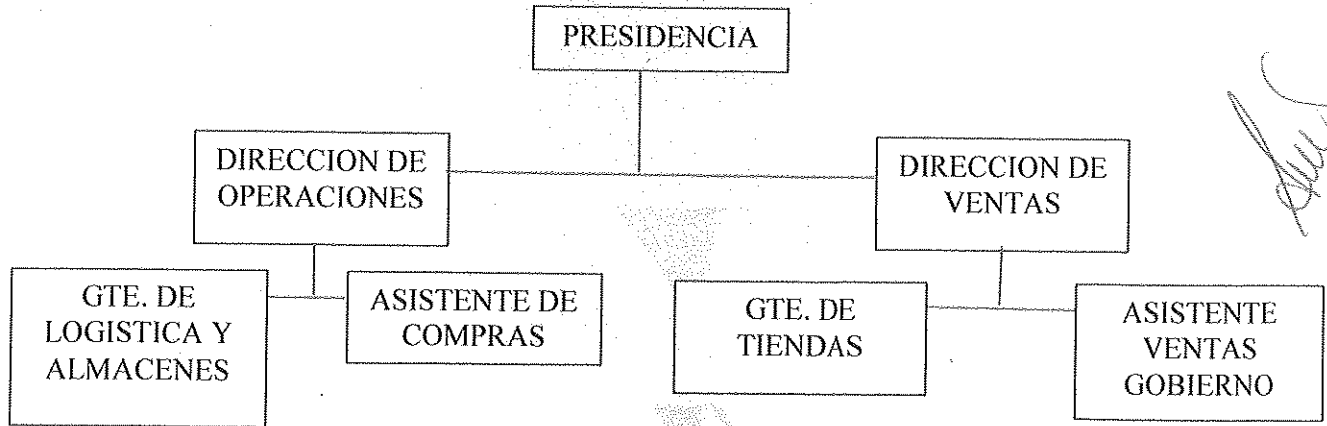 PRESIDENCIA
DIRECCION DE
OPERACIONES
DIRECCION DE
VENTAS
GTE. DE
LOGISTICA Y
ALMACENES
ASISTENTE DE
COMPRAS
GTE. DE
TIENDAS
ASISTENTE
VENTAS
GOBIERNO